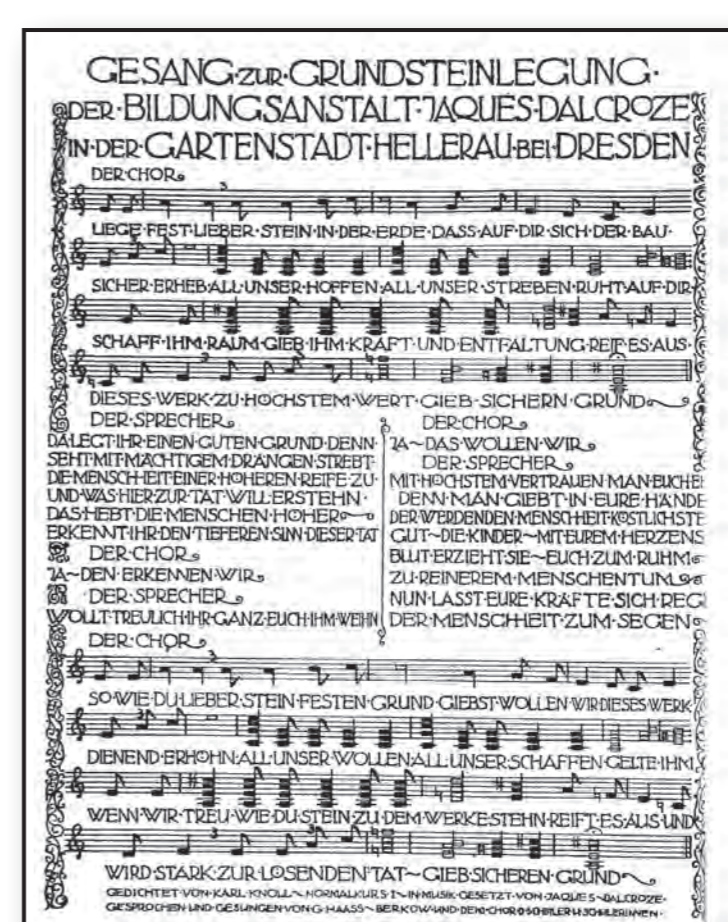 GESANG·ZUR·GRUNDSTEINLEGUNG·
DER·BILDUNGSANSTALT·JAQUES·DALCROZE
IN·DER·GARTENSTADT·HELLERAU·BEI·DRESDEN
DER·CHOR
LIEGE·FEST·LIEBER·STEIN·IN·DER·ERDE·DASS·AUF·DIR·SICH·DER·BAU·
SICHER·ERHEB·ALL·UNSER·HOFFEN·ALL·UNSER·STREBEN·RUHT·AUF·DIR·
SCHAFF·IHM·RAUM·GIEB·IHM·KRAFT·UND·ENTFALTUNG·REIF·ES·AUS·
DIESES·WERK·ZU·HÖCHSTEM·WERT·GIEB·SICHERN·GRUND~
DER·SPRECHER
DA·LEGT·IHR·EINEN·GUTEN·GRUND·DENN·
SEHT·MIT·MÄCHTIGEM·DRÄNGEN·STREBT·
DIE·MENSCHHEIT·EINER·HÖHEREN·REIFE·ZU·
UND·WAS·HIER·ZUR·TAT·WILL·ERSTEHN·
DAS·HEBT·DIE·MENSCHEN·HÖHER~
ERKENNT·IHR·DEN·TIEFEREN·SINN·DIESER·TAT
DER·CHOR
JA~DEN·ERKENNEN·WIR
DER·SPRECHER
WOLLT·TREULICH·IHR·GANZ·EUCH·IHM·WEIHN
DER·CHOR
JA~DAS·WOLLEN·WIR
DER·SPRECHER
MIT·HÖCHSTEM·VERTRAUEN·MAN·EUCH
DENN·MAN·GIEBT·IN·EURE·HÄNDE
DER·WERDENDEN·MENSCHHEIT·KÖSTLICHSTE
GUT~DIE·KINDER~MIT·EUREM·HERZENS
BLUT·ERZIEHT·SIE~EUCH·ZUM·RUHM
ZU·REINEREM·MENSCHENTUM
NUN·LASST·EURE·KRÄFTE·SICH·REG
DER·MENSCHHEIT·ZUM·SEGEN
DER·CHOR
SO·WIE·DU·LIEBER·STEIN·FESTEN·GRUND·GIEBST·WOLLEN·WIR·DIESES·WERK
DIENEND·ERHÖHN·ALL·UNSER·WOLLEN·ALL·UNSER·SCHAFFEN·GELTE·IHM
WENN·WIR·TREU·WIE·DU·STEIN·ZU·DEM·WERKE·STEHN·REIFT·ES·AUS·UND
WIRD·STARK·ZUR·LÖSENDEN·TAT~GIEB·SICHEREN·GRUND~
GEDICHTET·VON·KARL·KNOLL~NORMALKURS·I~IN·MUSIK·GESETZT·VON·JAQUES~DALCROZE·
GESPROCHEN·UND·GESUNGEN·VON·G·HAASS~BERKOW·UND·DEM·CHOR·D·SCHÜLER·U·SCHÜLERINNEN·